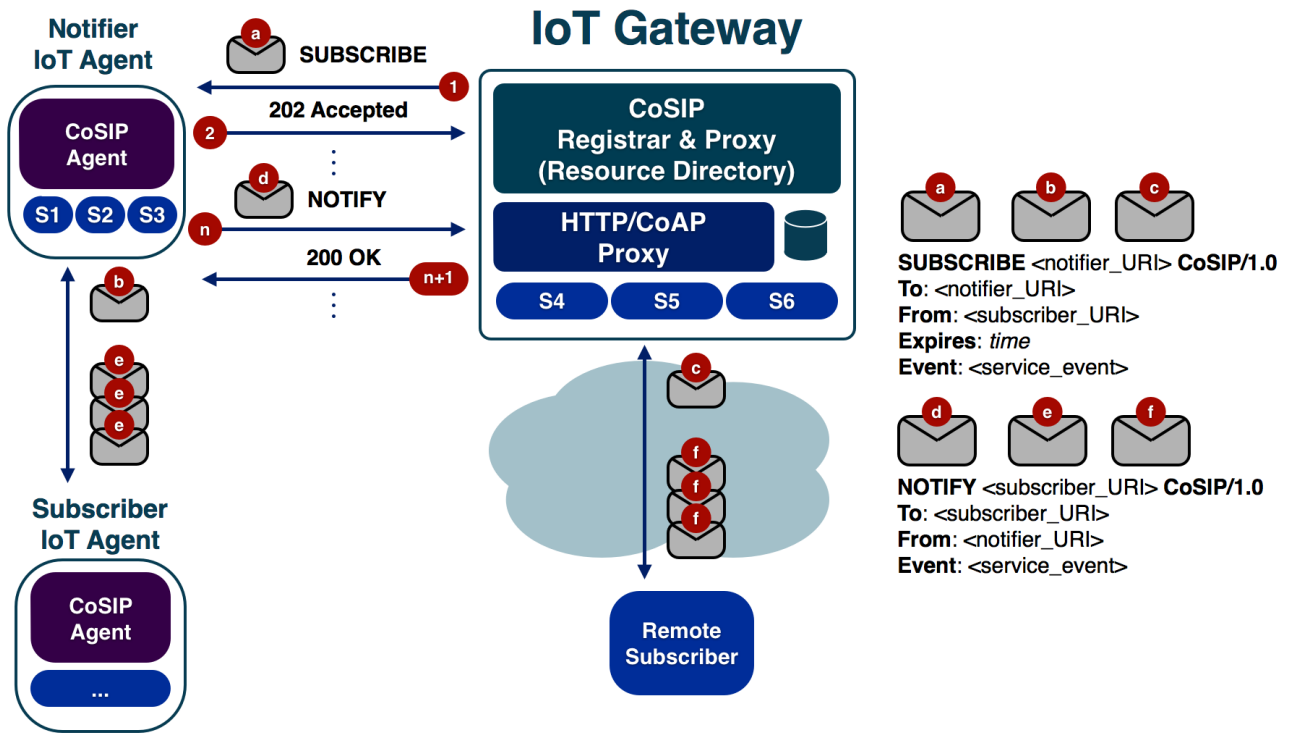 Notifier
IoT Agent
CoSIP
Agent
S1 S2 S3
a
SUBSCRIBE
1
202 Accepted
2
d
NOTIFY
n
200 OK
n+1
IoT Gateway
CoSIP
Registrar & Proxy
(Resource Directory)
HTTP/CoAP
Proxy
S4 S5 S6
b
e
e
e
Subscriber
IoT Agent
CoSIP
Agent
...
c
f
f
f
Remote
Subscriber
a b c
SUBSCRIBE <notifier_URI> CoSIP/1.0
To: <notifier_URI>
From: <subscriber_URI>
Expires: time
Event: <service_event>
d e f
NOTIFY <subscriber_URI> CoSIP/1.0
To: <subscriber_URI>
From: <notifier_URI>
Event: <service_event>